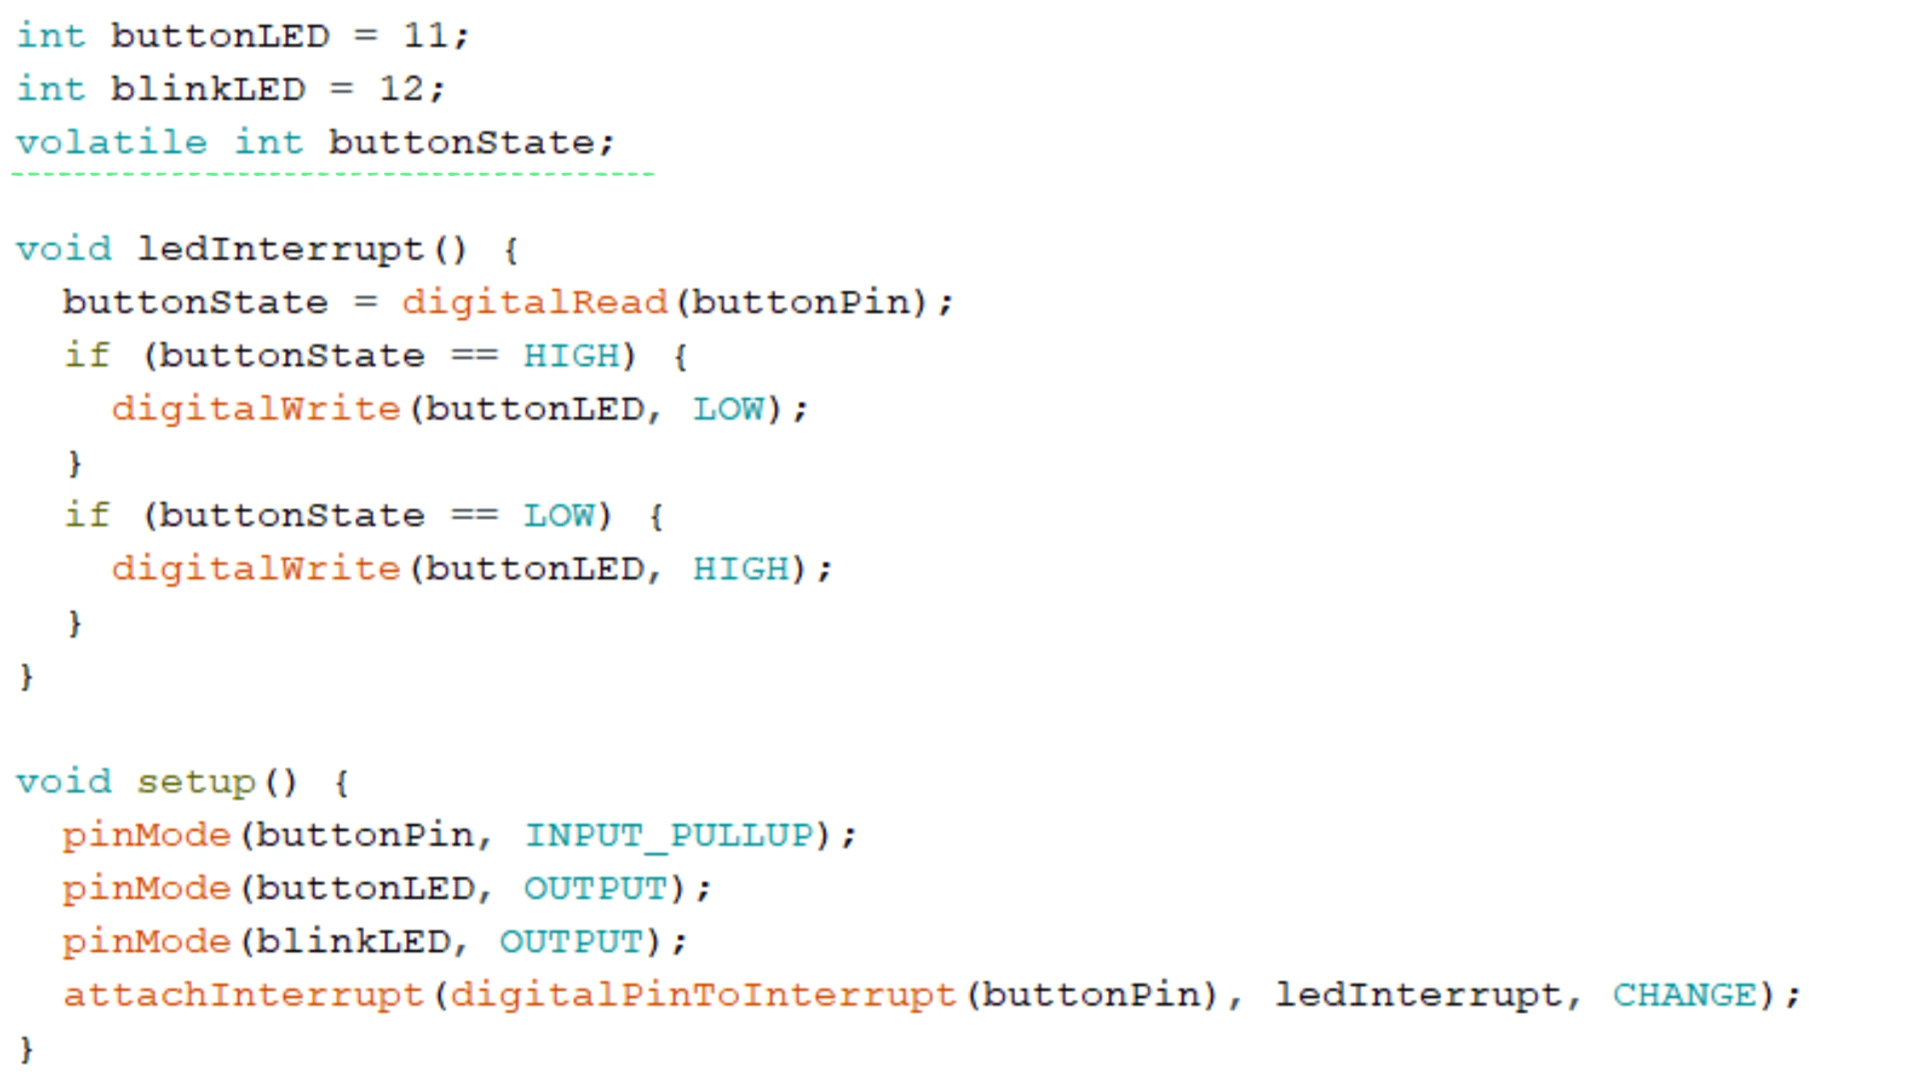 int buttonLED = 11;
int blinkLED = 12;
volatile int buttonState;
void ledInterrupt() {
  buttonState = digitalRead(buttonPin);
  if (buttonState == HIGH) {
    digitalWrite(buttonLED, LOW);
  }
  if (buttonState == LOW) {
    digitalWrite(buttonLED, HIGH);
  }
}
void setup() {
  pinMode(buttonPin, INPUT_PULLUP);
  pinMode(buttonLED, OUTPUT);
  pinMode(blinkLED, OUTPUT);
  attachInterrupt(digitalPinToInterrupt(buttonPin), ledInterrupt, CHANGE);
}